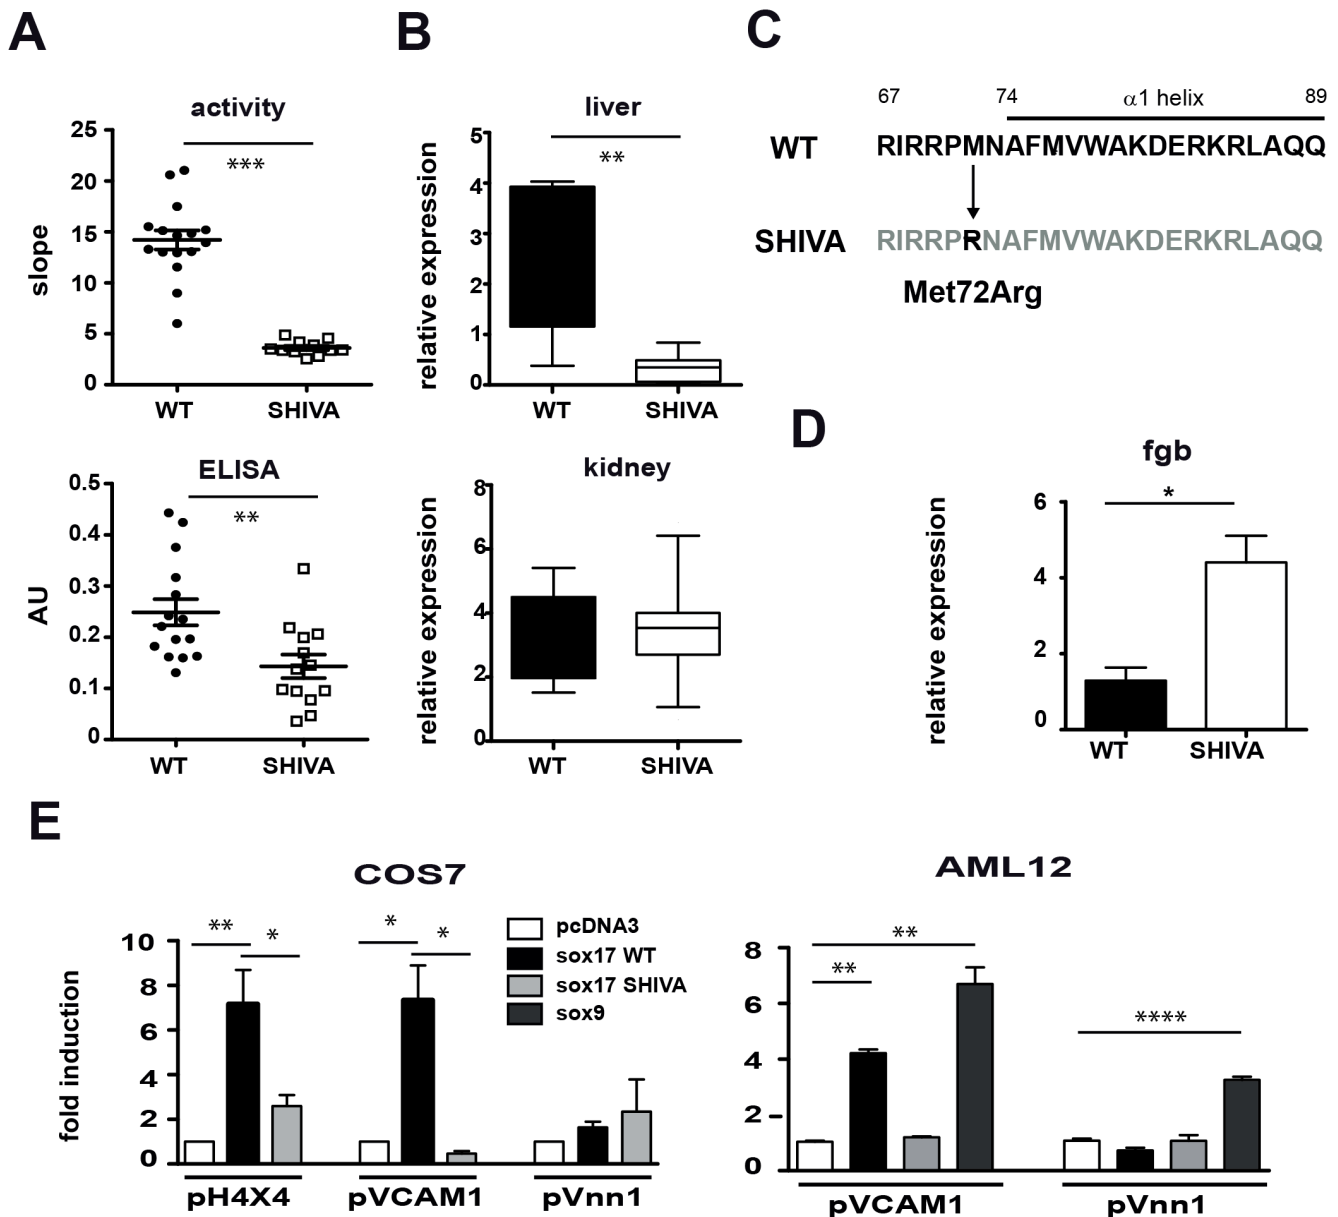 A
activity
25
20
15
10
5
0
slope
***
WT SHIVA
ELISA
0.5
0.4
0.3
0.2
0.1
0
AU
**
WT SHIVA
B
liver
5
4
3
2
1
0
relative expression
**
WT SHIVA
kidney
8
6
4
2
0
relative expression
WT SHIVA
C
67 74 α1 helix 89
WT RIRRPMNAFMVWAKDERKRLAQQ
SHIVA RIRRPRNAFMVWAKDERKRLAQQ
Met72Arg
D
fgb
6
4
2
0
relative expression
*
WT SHIVA
E
COS7
10
8
6
4
2
0
fold induction
** *
* *
pcDNA3
sox17 WT
sox17 SHIVA
sox9
pH4X4 pVCAM1 pVnn1
AML12
8
6
4
2
0
**
**
****
pVCAM1 pVnn1